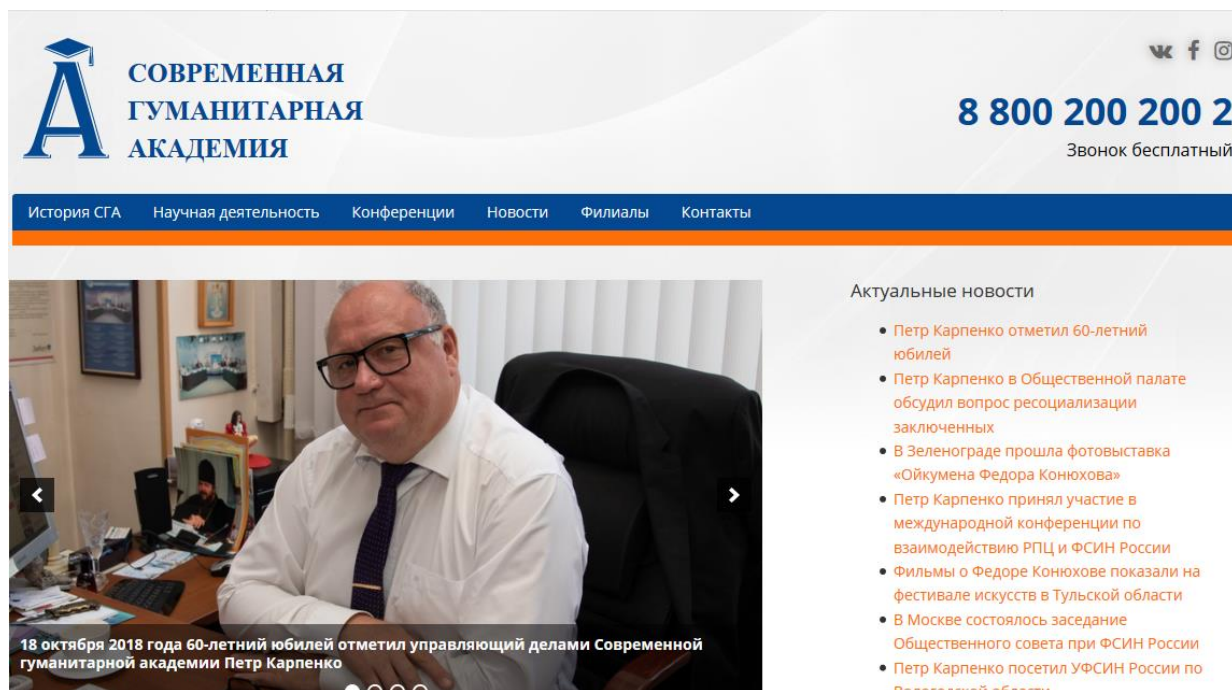 СОВРЕМЕННАЯ
ГУМАНИТАРНАЯ
АКАДЕМИЯ
8 800 200 200 2
Звонок бесплатный
История СГА Научная деятельность Конференции Новости Филиалы Контакты
18 октября 2018 года 60-летний юбилей отметил управляющий делами Современной
гуманитарной академии Петр Карпенко
Актуальные новости
Петр Карпенко отметил 60-летний
юбилей
Петр Карпенко в Общественной палате
обсудил вопрос ресоциализации
заключенных
В Зеленограде прошла фотовыставка
«Ойкумена Федора Конюхова»
Петр Карпенко принял участие в
международной конференции по
взаимодействию РПЦ и ФСИН России
Фильмы о Федоре Конюхове показали на
фестивале искусств в Тульской области
В Москве состоялось заседание
Общественного совета при ФСИН России
Петр Карпенко посетил УФСИН России по